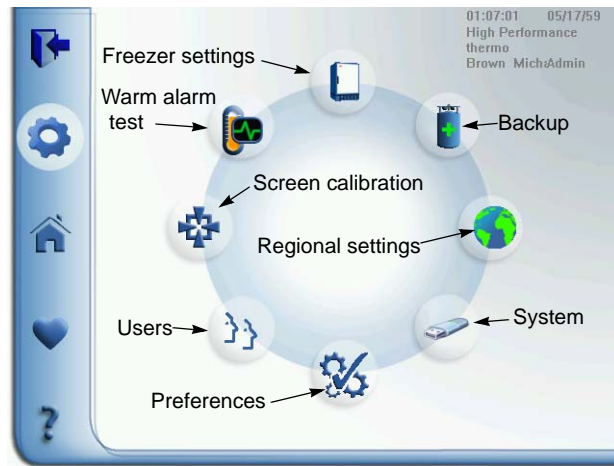 01:07:01 05/17/59
High Performance
thermo
Brown Mich:Admin
Freezer settings
Warm alarm
test
Backup
Screen calibration
Regional settings
Users
System
Preferences
?